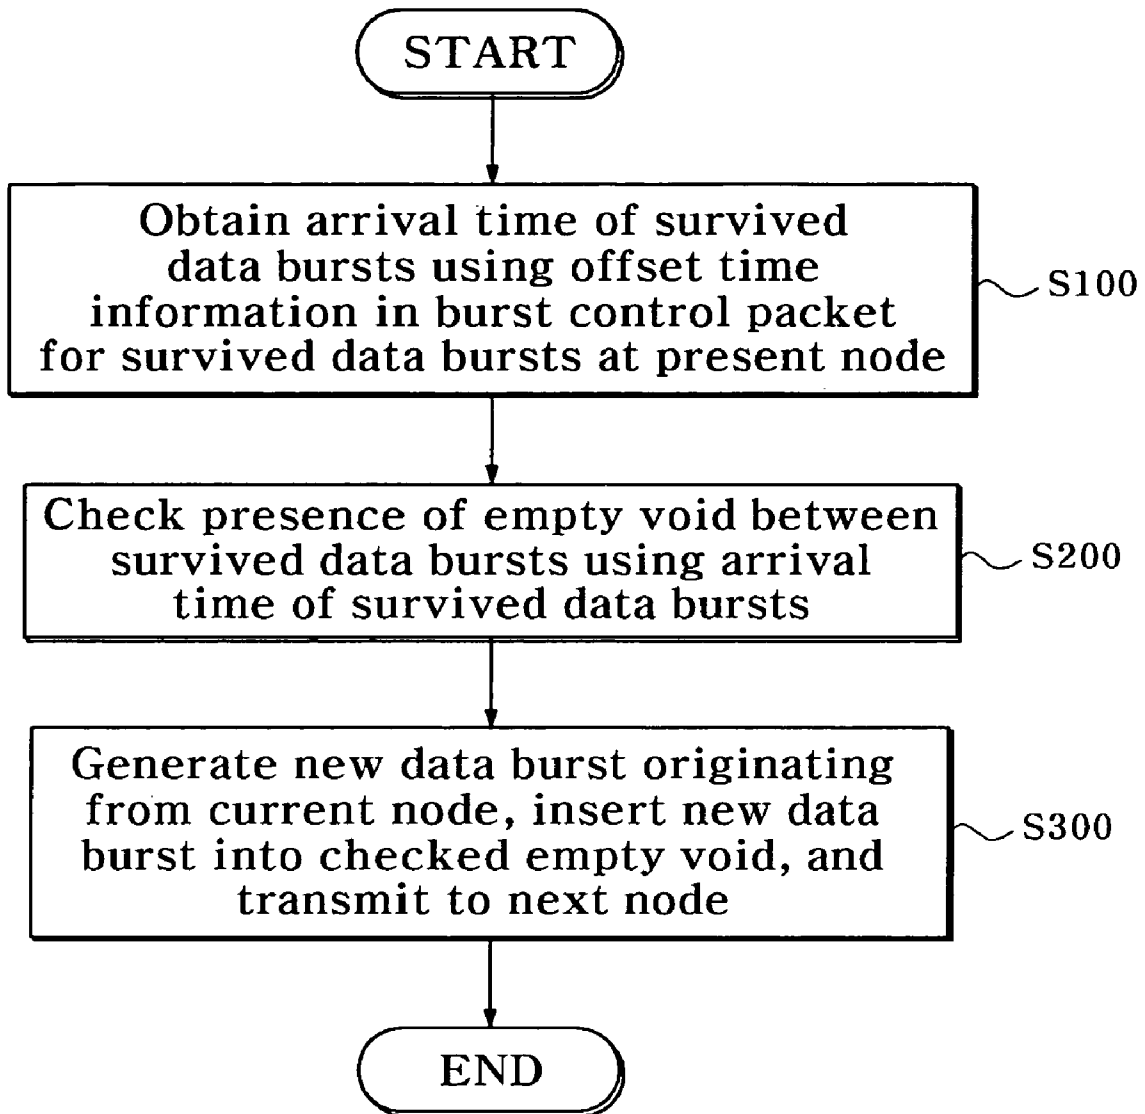 START
Obtain arrival time of survived
data bursts using offset time
information in burst control packet
for survived data bursts at present node
S100
Check presence of empty void between
survived data bursts using arrival
time of survived data bursts
S200
Generate new data burst originating
from current node, insert new data
burst into checked empty void, and
transmit to next node
S300
END